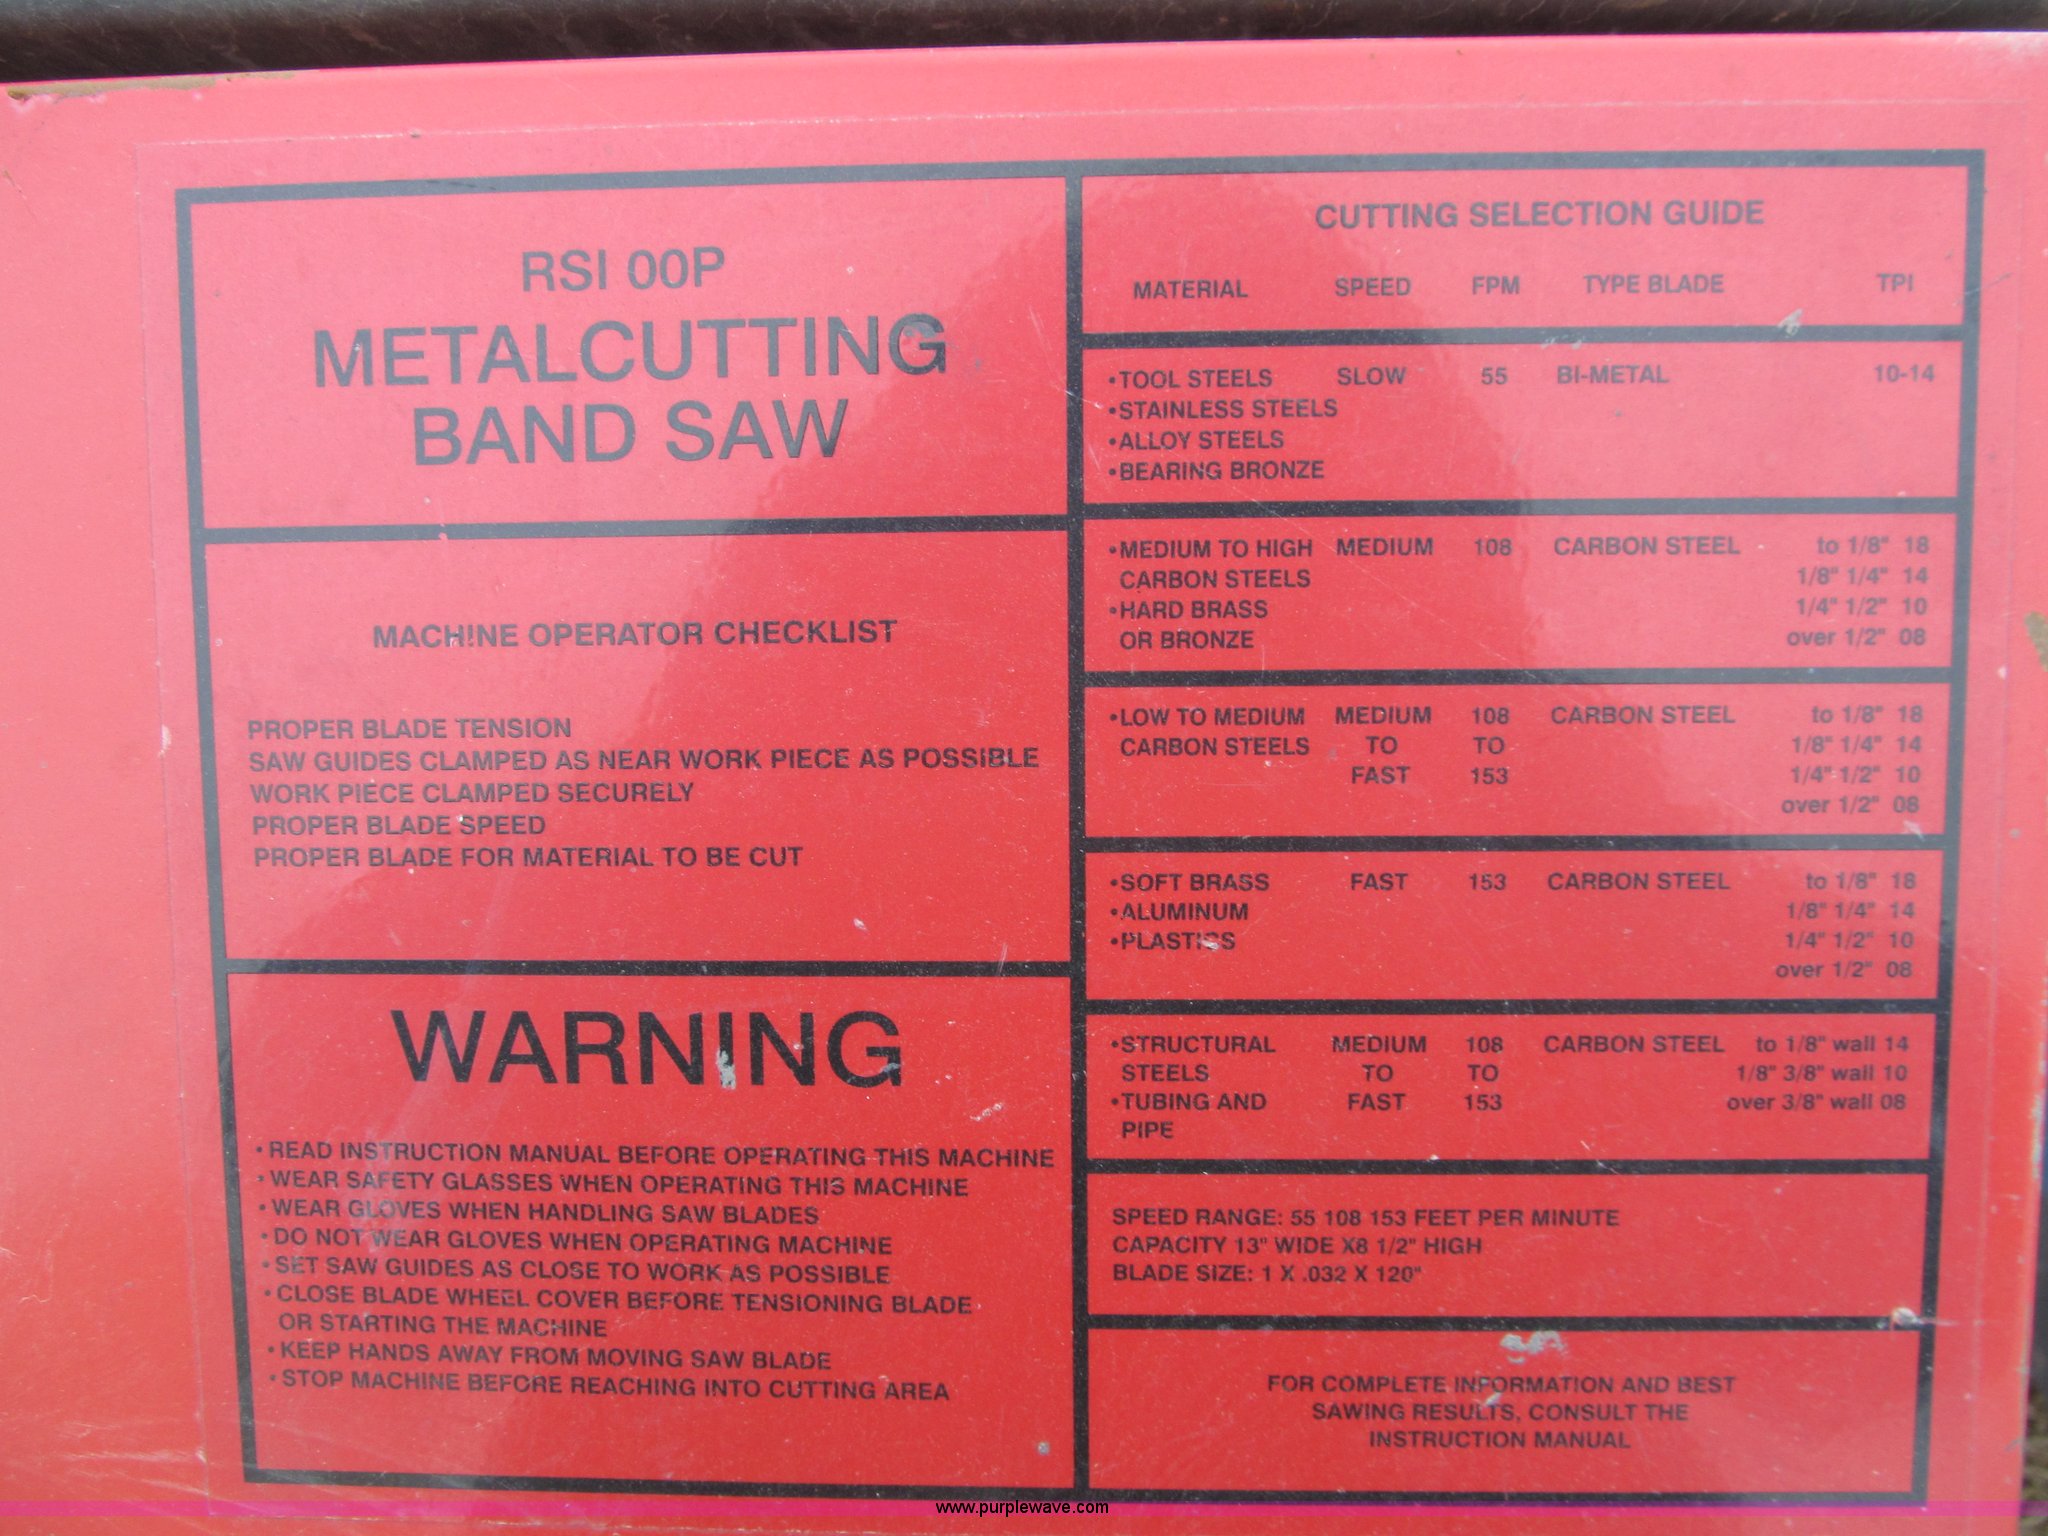 RSI 00P
METALCUTTING
BAND SAW
MACHINE OPERATOR CHECKLIST
PROPER BLADE TENSION
SAW GUIDES CLAMPED AS NEAR WORK PIECE AS POSSIBLE
WORK PIECE CLAMPED SECURELY
PROPER BLADE SPEED
PROPER BLADE FOR MATERIAL TO BE CUT
WARNING
•READ INSTRUCTION MANUAL BEFORE OPERATING THIS MACHINE
•WEAR SAFETY GLASSES WHEN OPERATING THIS MACHINE
•WEAR GLOVES WHEN HANDLING SAW BLADES
•DO NOT WEAR GLOVES WHEN OPERATING MACHINE
•SET SAW GUIDES AS CLOSE TO WORK AS POSSIBLE
•CLOSE BLADE WHEEL COVER BEFORE TENSIONING BLADE
OR STARTING THE MACHINE
•KEEP HANDS AWAY FROM MOVING SAW BLADE
•STOP MACHINE BEFORE REACHING INTO CUTTING AREA
CUTTING SELECTION GUIDE
MATERIAL SPEED FPM TYPE BLADE TPI
•TOOL STEELS SLOW 55 BI-METAL 10-14
•STAINLESS STEELS
•ALLOY STEELS
•BEARING BRONZE
•MEDIUM TO HIGH MEDIUM 108 CARBON STEEL to 1/8" 18
CARBON STEELS 1/8" 1/4" 14
•HARD BRASS 1/4" 1/2" 10
OR BRONZE over 1/2" 08
•LOW TO MEDIUM MEDIUM 108 CARBON STEEL to 1/8" 18
CARBON STEELS TO TO 1/8" 1/4" 14
FAST 153 1/4" 1/2" 10
over 1/2" 08
•SOFT BRASS FAST 153 CARBON STEEL to 1/8" 18
•ALUMINUM 1/8" 1/4" 14
•PLASTICS 1/4" 1/2" 10
over 1/2" 08
•STRUCTURAL MEDIUM 108 CARBON STEEL to 1/8" wall 14
STEELS TO TO 1/8" 3/8" wall 10
•TUBING AND FAST 153 over 3/8" wall 08
PIPE
SPEED RANGE: 55 108 153 FEET PER MINUTE
CAPACITY 13" WIDE X8 1/2" HIGH
BLADE SIZE: 1 X .032 X 120"
FOR COMPLETE INFORMATION AND BEST
SAWING RESULTS, CONSULT THE
INSTRUCTION MANUAL
www.purplewave.com